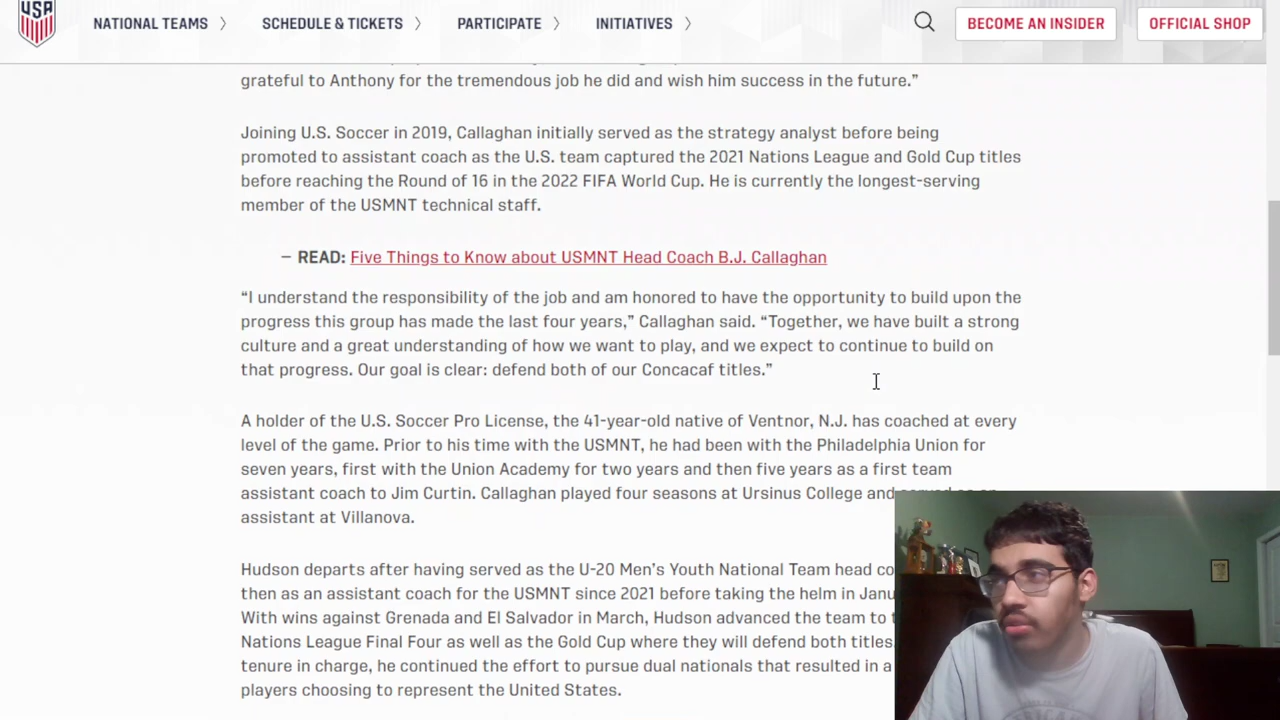 USA
NATIONAL TEAMS
SCHEDULE & TICKETS
PARTICIPATE
INITIATIVES
BECOME AN INSIDER
OFFICIAL SHOP
grateful to Anthony for the tremendous job he did and wish him success in the future.”
Joining U.S. Soccer in 2019, Callaghan initially served as the strategy analyst before being
promoted to assistant coach as the U.S. team captured the 2021 Nations League and Gold Cup titles
before reaching the Round of 16 in the 2022 FIFA World Cup. He is currently the longest-serving
member of the USMNT technical staff.
– READ: Five Things to Know about USMNT Head Coach B.J. Callaghan
“I understand the responsibility of the job and am honored to have the opportunity to build upon the
progress this group has made the last four years,” Callaghan said. “Together, we have built a strong
culture and a great understanding of how we want to play, and we expect to continue to build on
that progress. Our goal is clear: defend both of our Concacaf titles.”
A holder of the U.S. Soccer Pro License, the 41-year-old native of Ventnor, N.J. has coached at every
level of the game. Prior to his time with the USMNT, he had been with the Philadelphia Union for
seven years, first with the Union Academy for two years and then five years as a first team
assistant coach to Jim Curtin. Callaghan played four seasons at Ursinus College and
assistant at Villanova.
Hudson departs after having served as the U-20 Men’s Youth National Team head
then as an assistant coach for the USMNT since 2021 before taking the helm in
With wins against Grenada and El Salvador in March, Hudson advanced the team to
Nations League Final Four as well as the Gold Cup where they will defend both titles
tenure in charge, he continued the effort to pursue dual nationals that resulted in a
players choosing to represent the United States.